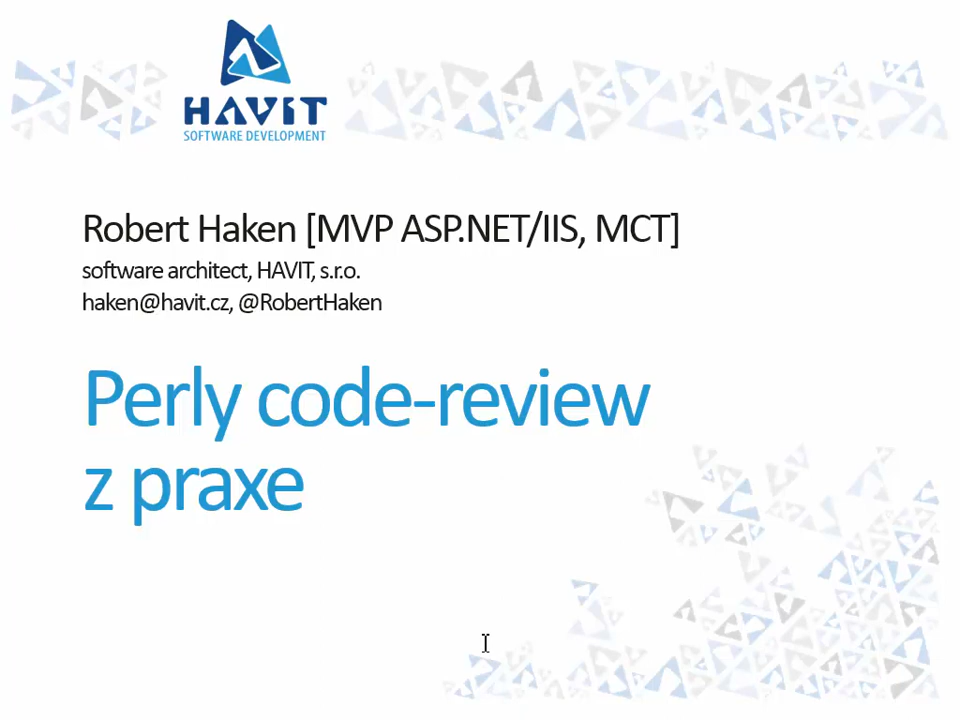 HAVIT
SOFTWARE DEVELOPMENT
Robert Haken [MVP ASP.NET/IIS, MCT]
software architect, HAVIT, s.r.o.
haken@havit.cz, @RobertHaken
Perly code-review
z praxe